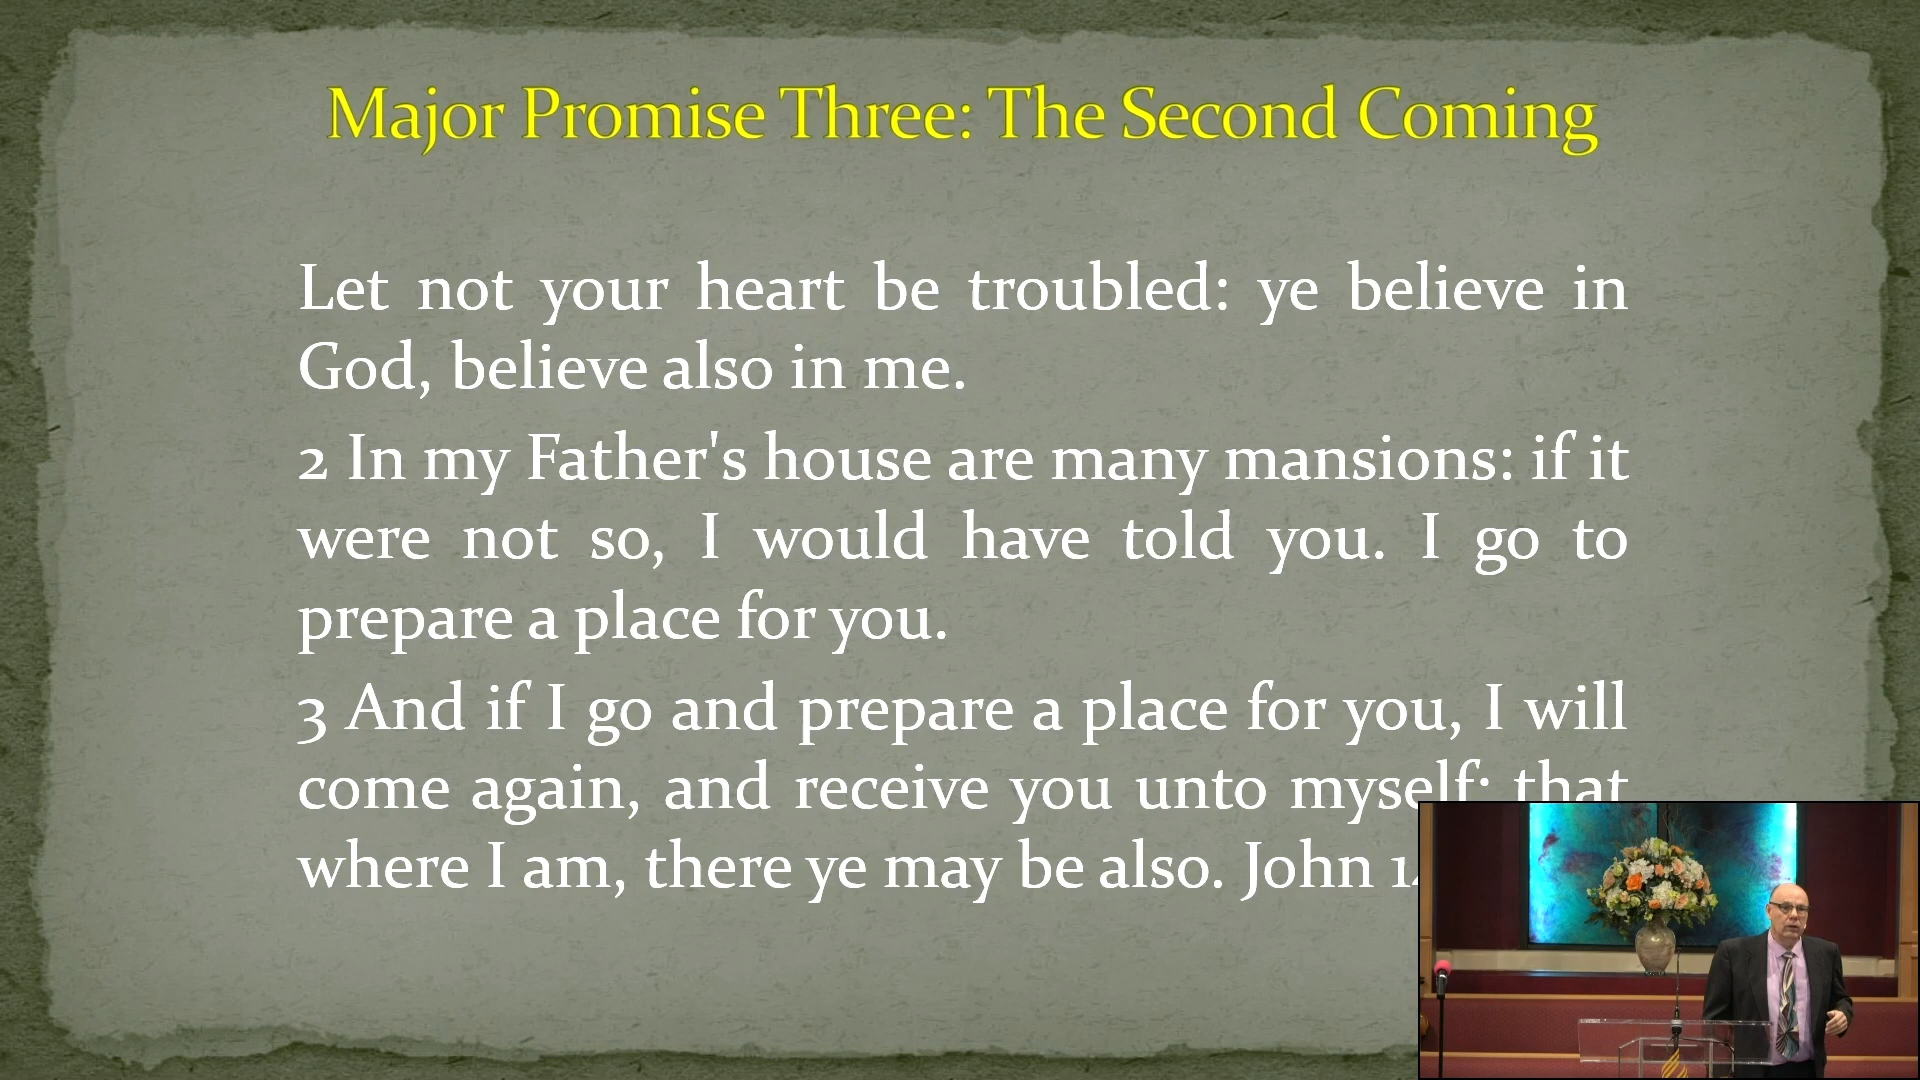 Major Promise Three: The Second Coming
Let not your heart be troubled: ye believe in
God, believe also in me.
2 In my Father's house are many mansions: if it
were not so, I would have told you. I go to
prepare a place for you.
3 And if I go and prepare a place for you, I will
come again, and receive you unto myself; that
where I am, there ye may be also. John